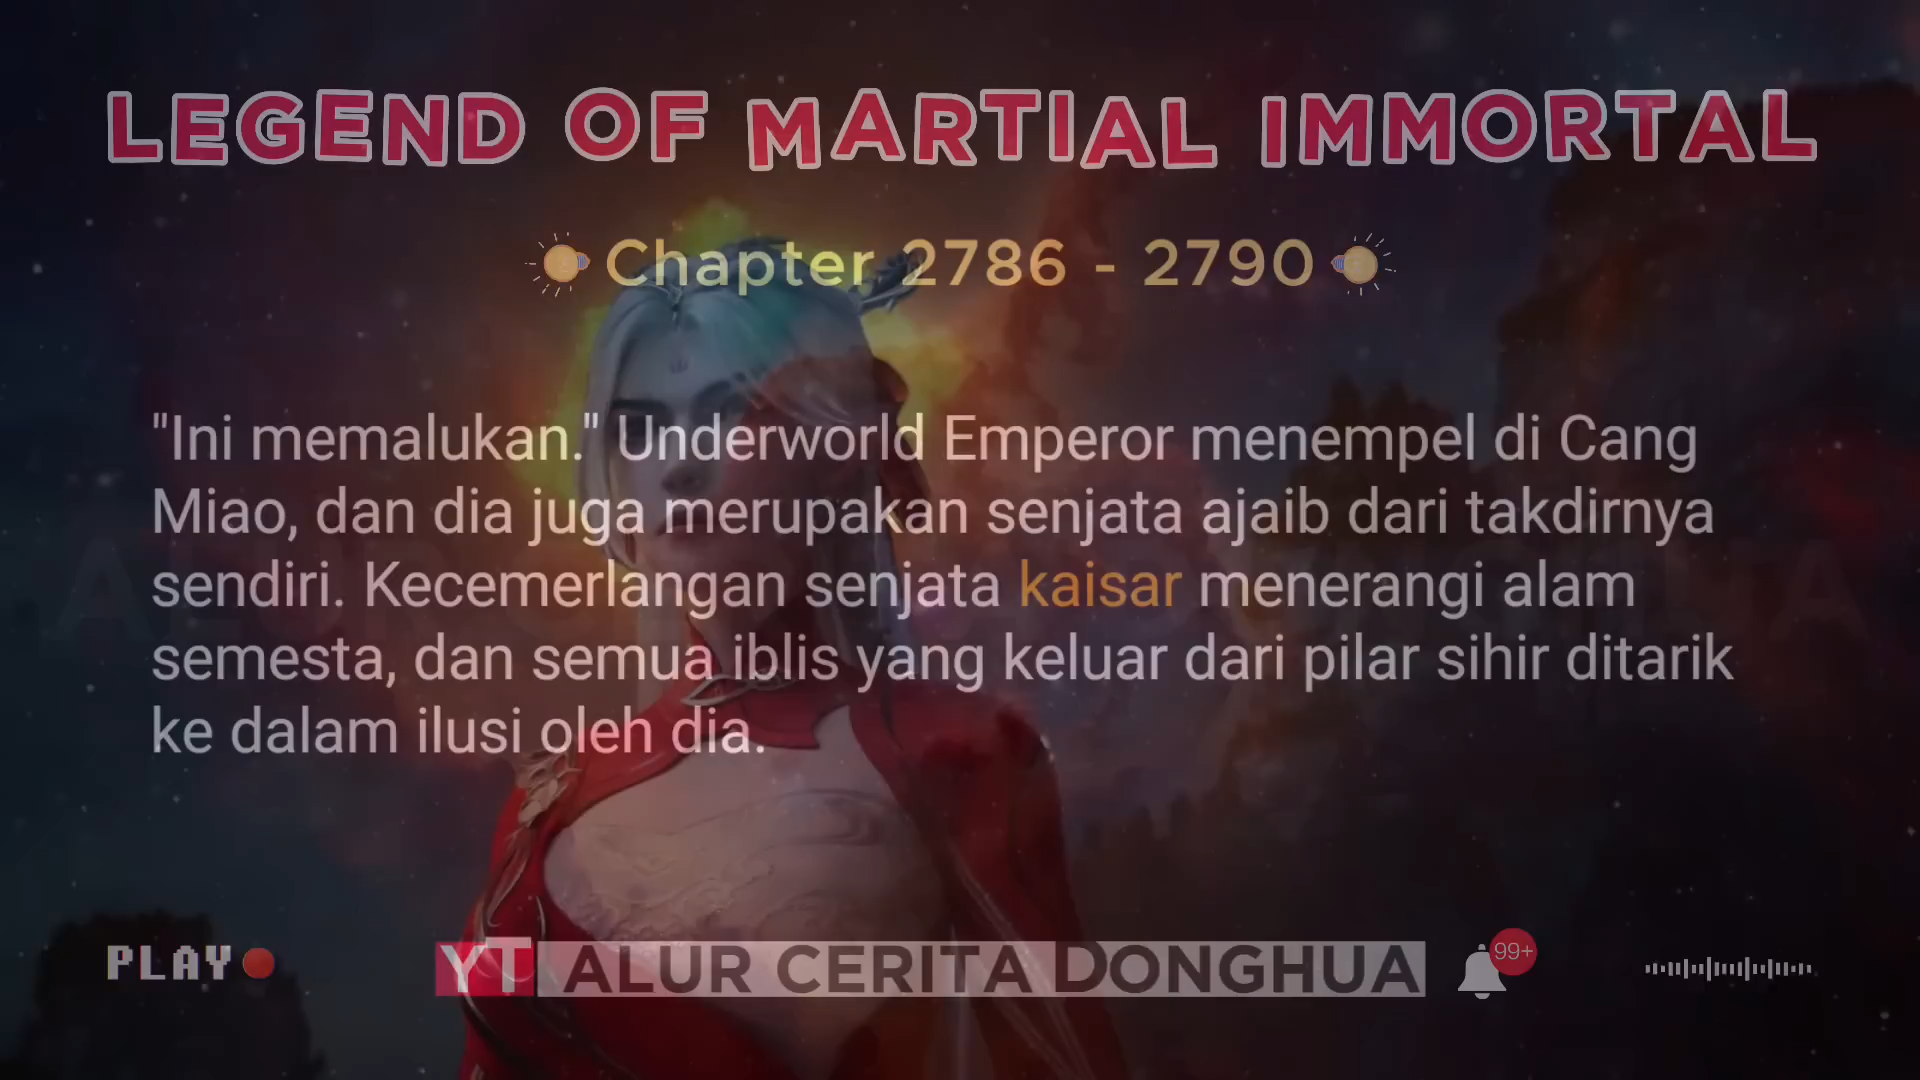 LEGEND OF MARTIAL IMMORTAL
Chapter 2786 - 2790
"Ini memalukan." Underworld Emperor menempel di Cang
Miao, dan dia juga merupakan senjata ajaib dari takdirnya
sendiri. Kecemerlangan senjata kaisar menerangi alam
semesta, dan semua iblis yang keluar dari pilar sihir ditarik
ke dalam ilusi oleh dia.
PLAY
YT ALUR CERITA DONGHUA
99+